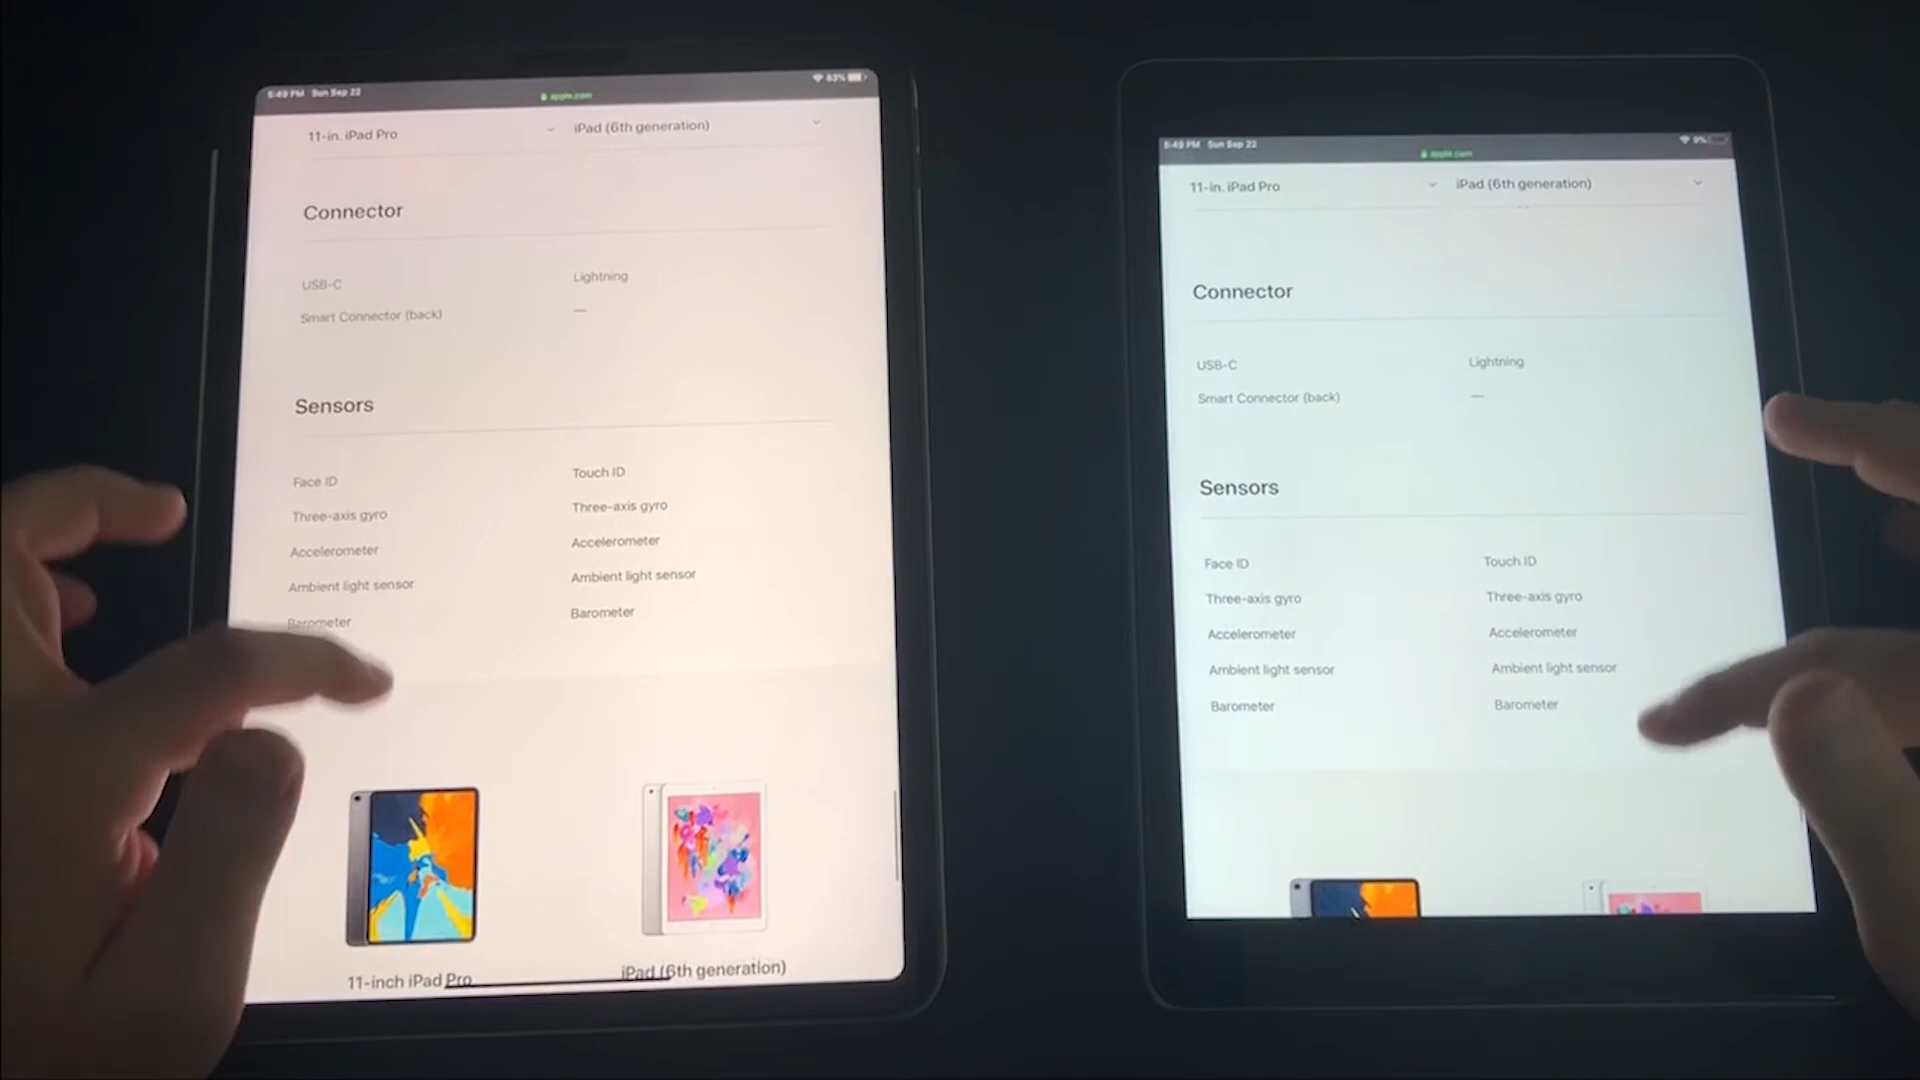 5:49 PM Sun Sep 22
53%
apple.com
11-in. iPad Pro
iPad (6th generation)
Connector
USB-C
Lightning
Smart Connector (back)
—
Sensors
Face ID
Touch ID
Three-axis gyro
Three-axis gyro
Accelerometer
Accelerometer
Ambient light sensor
Ambient light sensor
Barometer
Barometer
11-inch iPad Pro
iPad (6th generation)
5:49 PM Sun Sep 22
9%
apple.com
11-in. iPad Pro
iPad (6th generation)
Connector
USB-C
Lightning
Smart Connector (back)
—
Sensors
Face ID
Touch ID
Three-axis gyro
Three-axis gyro
Accelerometer
Accelerometer
Ambient light sensor
Ambient light sensor
Barometer
Barometer